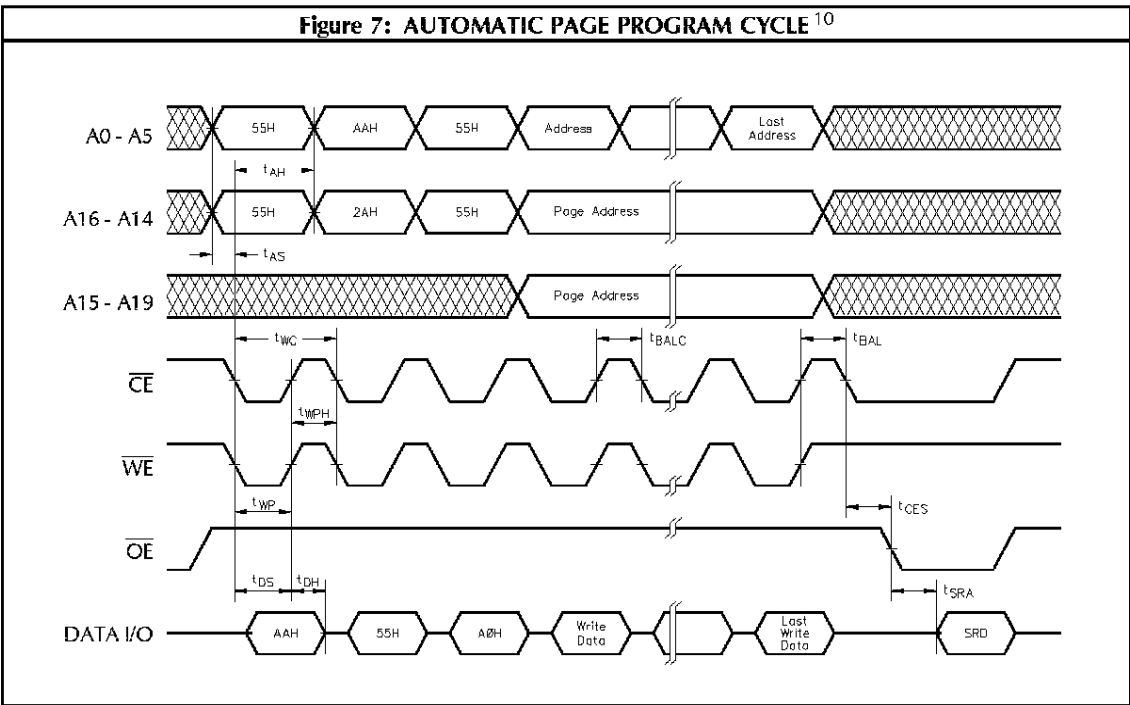 Figure 7: AUTOMATIC PAGE PROGRAM CYCLE 10
A0 - A5
55H
AAH
55H
Address
Last
Address
tAH
A16 - A14
55H
2AH
55H
Page Address
tAS
A15 - A19
Page Address
tWC
tBALC
tBAL
CE
tWPH
WE
tWP
tCES
OE
tDS
tDH
tSRA
DATA I/O
AAH
55H
AØH
Write
Data
Last
Write
Data
SRD